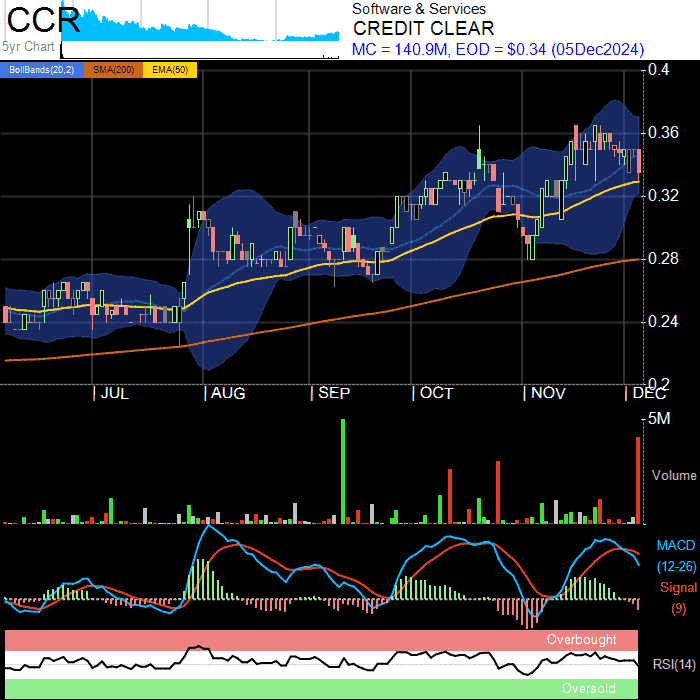 CCR
5yr Chart
Software & Services
CREDIT CLEAR
MC = 140.9M, EOD = $0.34 (05Dec2024)
BollBands(20,2) SMA(200) EMA(50)
0.4
0.36
0.32
0.28
0.24
0.2
JUL AUG SEP OCT NOV DEC
5M
Volume
MACD
(12-26)
Signal
(9)
Overbought
RSI(14)
Oversold